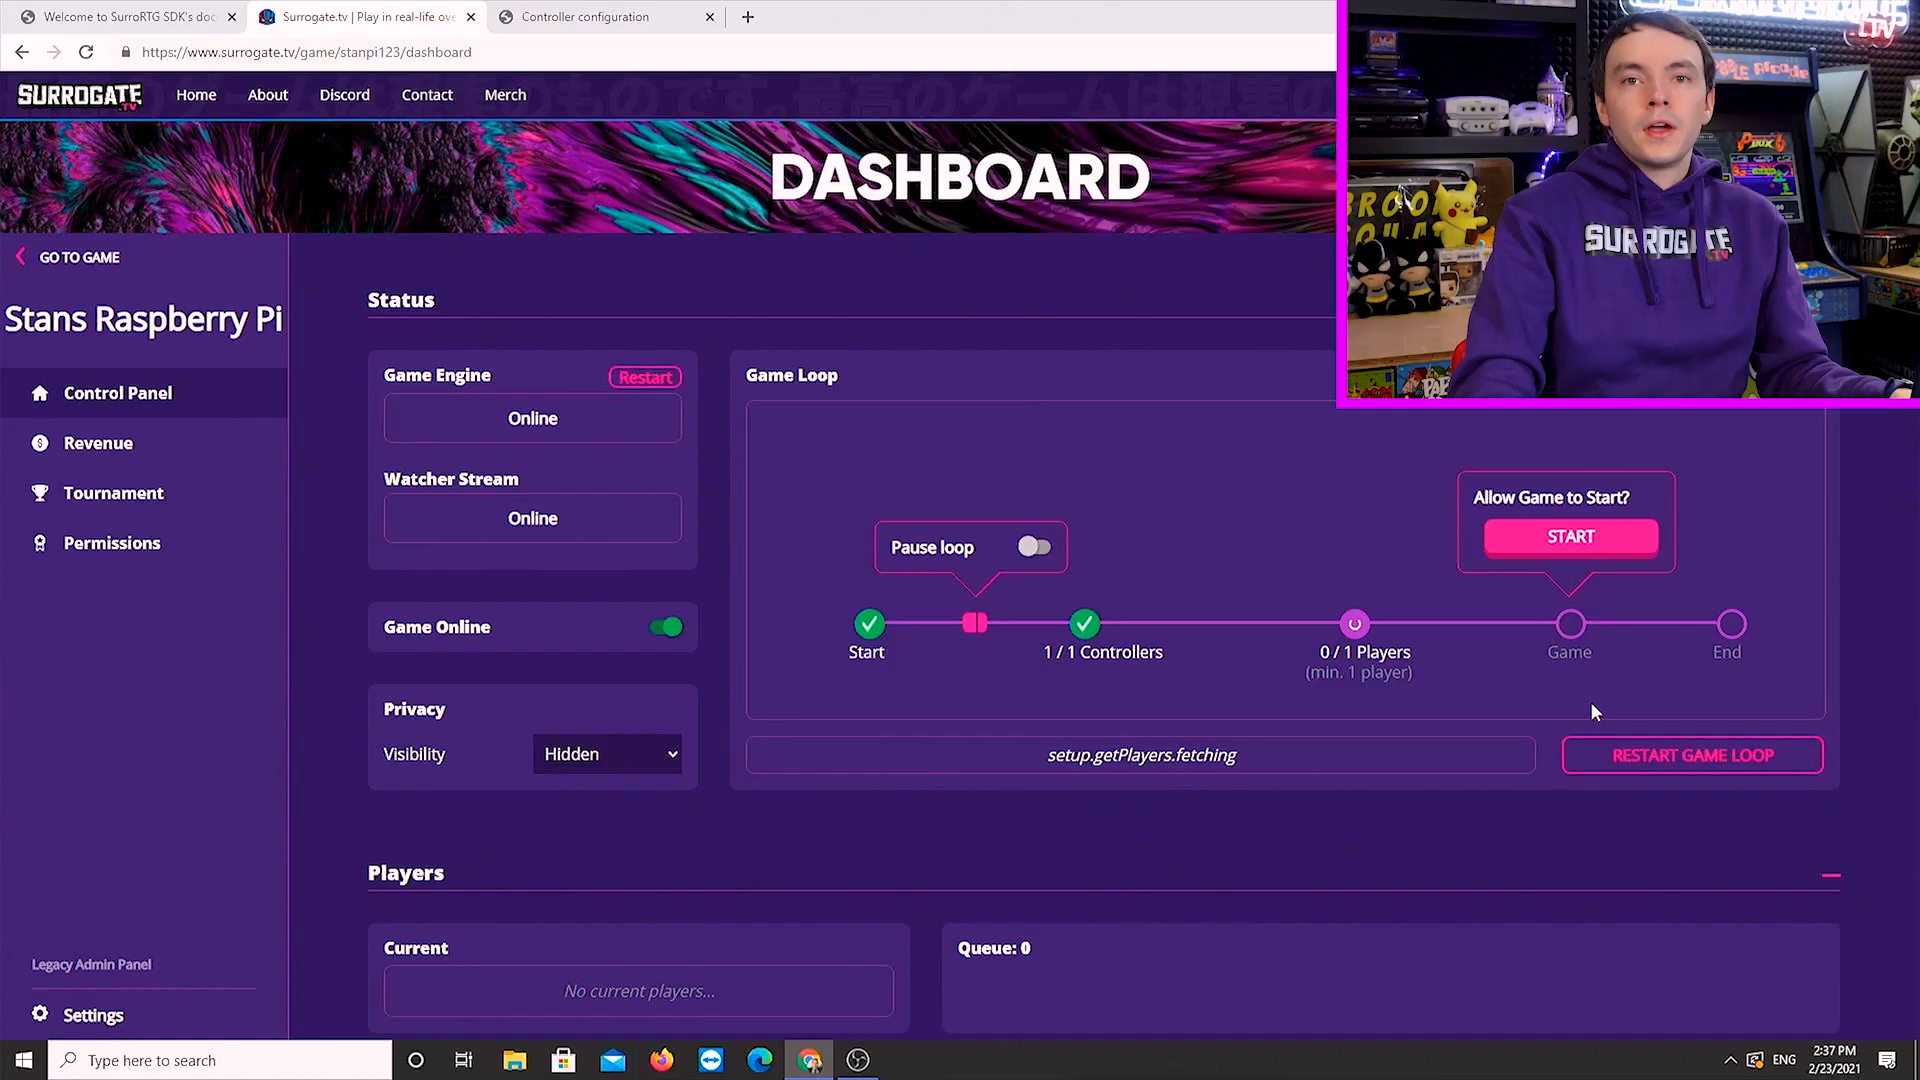 Welcome to SurroRTG SDK's doc
Surrogate.tv | Play in real-life ove
Controller configuration
https://www.surrogate.tv/game/stanpi123/dashboard
SURROGATE
.TV
Home
About
Discord
Contact
Merch
DASHBOARD
GO TO GAME
Stans Raspberry Pi
Control Panel
Revenue
Tournament
Permissions
Legacy Admin Panel
Settings
Status
Game Engine
Restart
Online
Watcher Stream
Online
Game Online
Privacy
Visibility
Hidden
Game Loop
Pause loop
Allow Game to Start?
START
Start
1 / 1 Controllers
0 / 1 Players
(min. 1 player)
Game
End
setup.getPlayers.fetching
RESTART GAME LOOP
Players
Current
No current players...
Queue: 0
SURROGATE
.TV
Type here to search
ENG
2:37 PM
2/23/2021